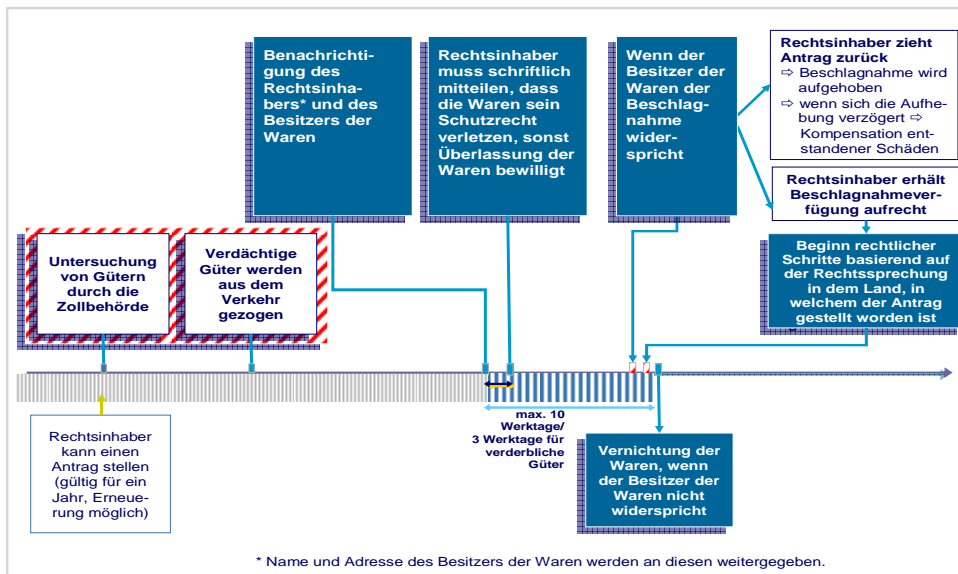 Benachrichti-
gung des
Rechtsinha-
bers* und des
Besitzers der
Waren
Rechtsinhaber
muss schriftlich
mitteilen, dass
die Waren sein
Schutzrecht
verletzen, sonst
Überlassung der
Waren bewilligt
Wenn der
Besitzer der
Waren der
Beschlag-
nahme
wider-
spricht
Rechtsinhaber zieht
Antrag zurück
⇨ Beschlagnahme wird
aufgehoben
⇨ wenn sich die Aufhe-
bung verzögert ⇨
Kompensation ent-
standener Schäden
Rechtsinhaber erhält
Beschlagnahmever-
fügung aufrecht
Untersuchung
von Gütern
durch die
Zollbehörde
Verdächtige
Güter werden
aus dem
Verkehr
gezogen
Beginn rechtlicher
Schritte basierend auf
der Rechtssprechung
in dem Land, in
welchem der Antrag
gestellt worden ist
Rechtsinhaber
kann einen
Antrag stellen
(gültig für ein
Jahr, Erneue-
rung möglich)
max. 10
Werktage/
3 Werktage für
verderbliche
Güter
Vernichtung der
Waren, wenn
der Besitzer der
Waren nicht
widerspricht
* Name und Adresse des Besitzers der Waren werden an diesen weitergegeben.